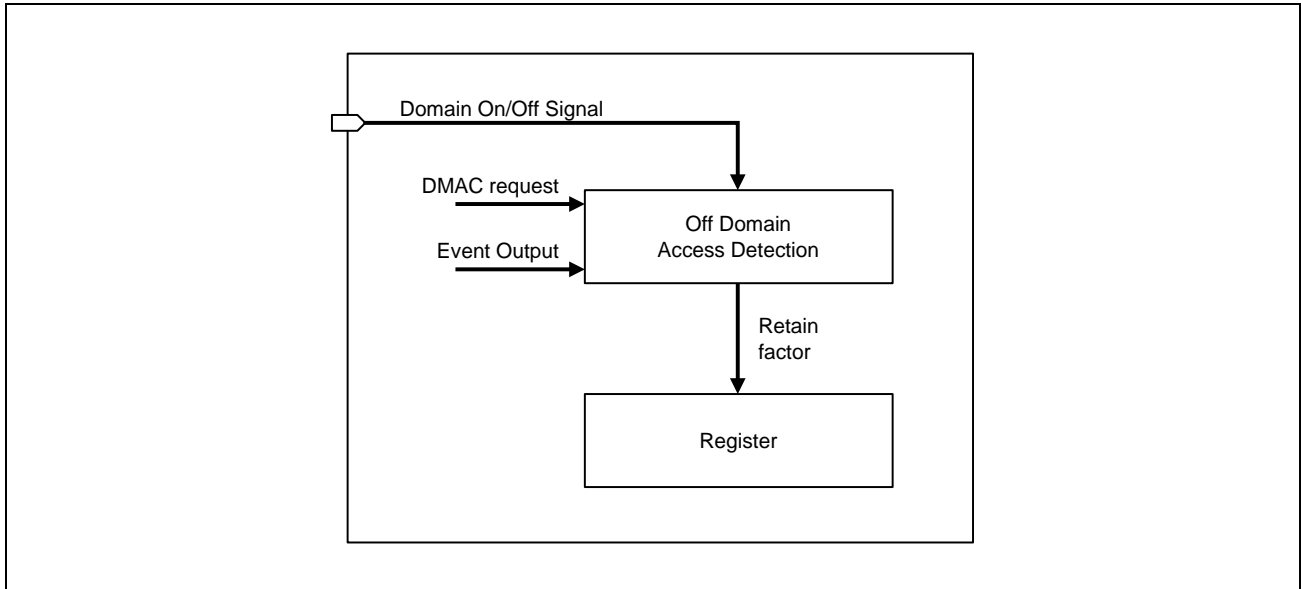 Domain On/Off Signal
DMAC request
Event Output
Off Domain
Access Detection
Retain
factor
Register